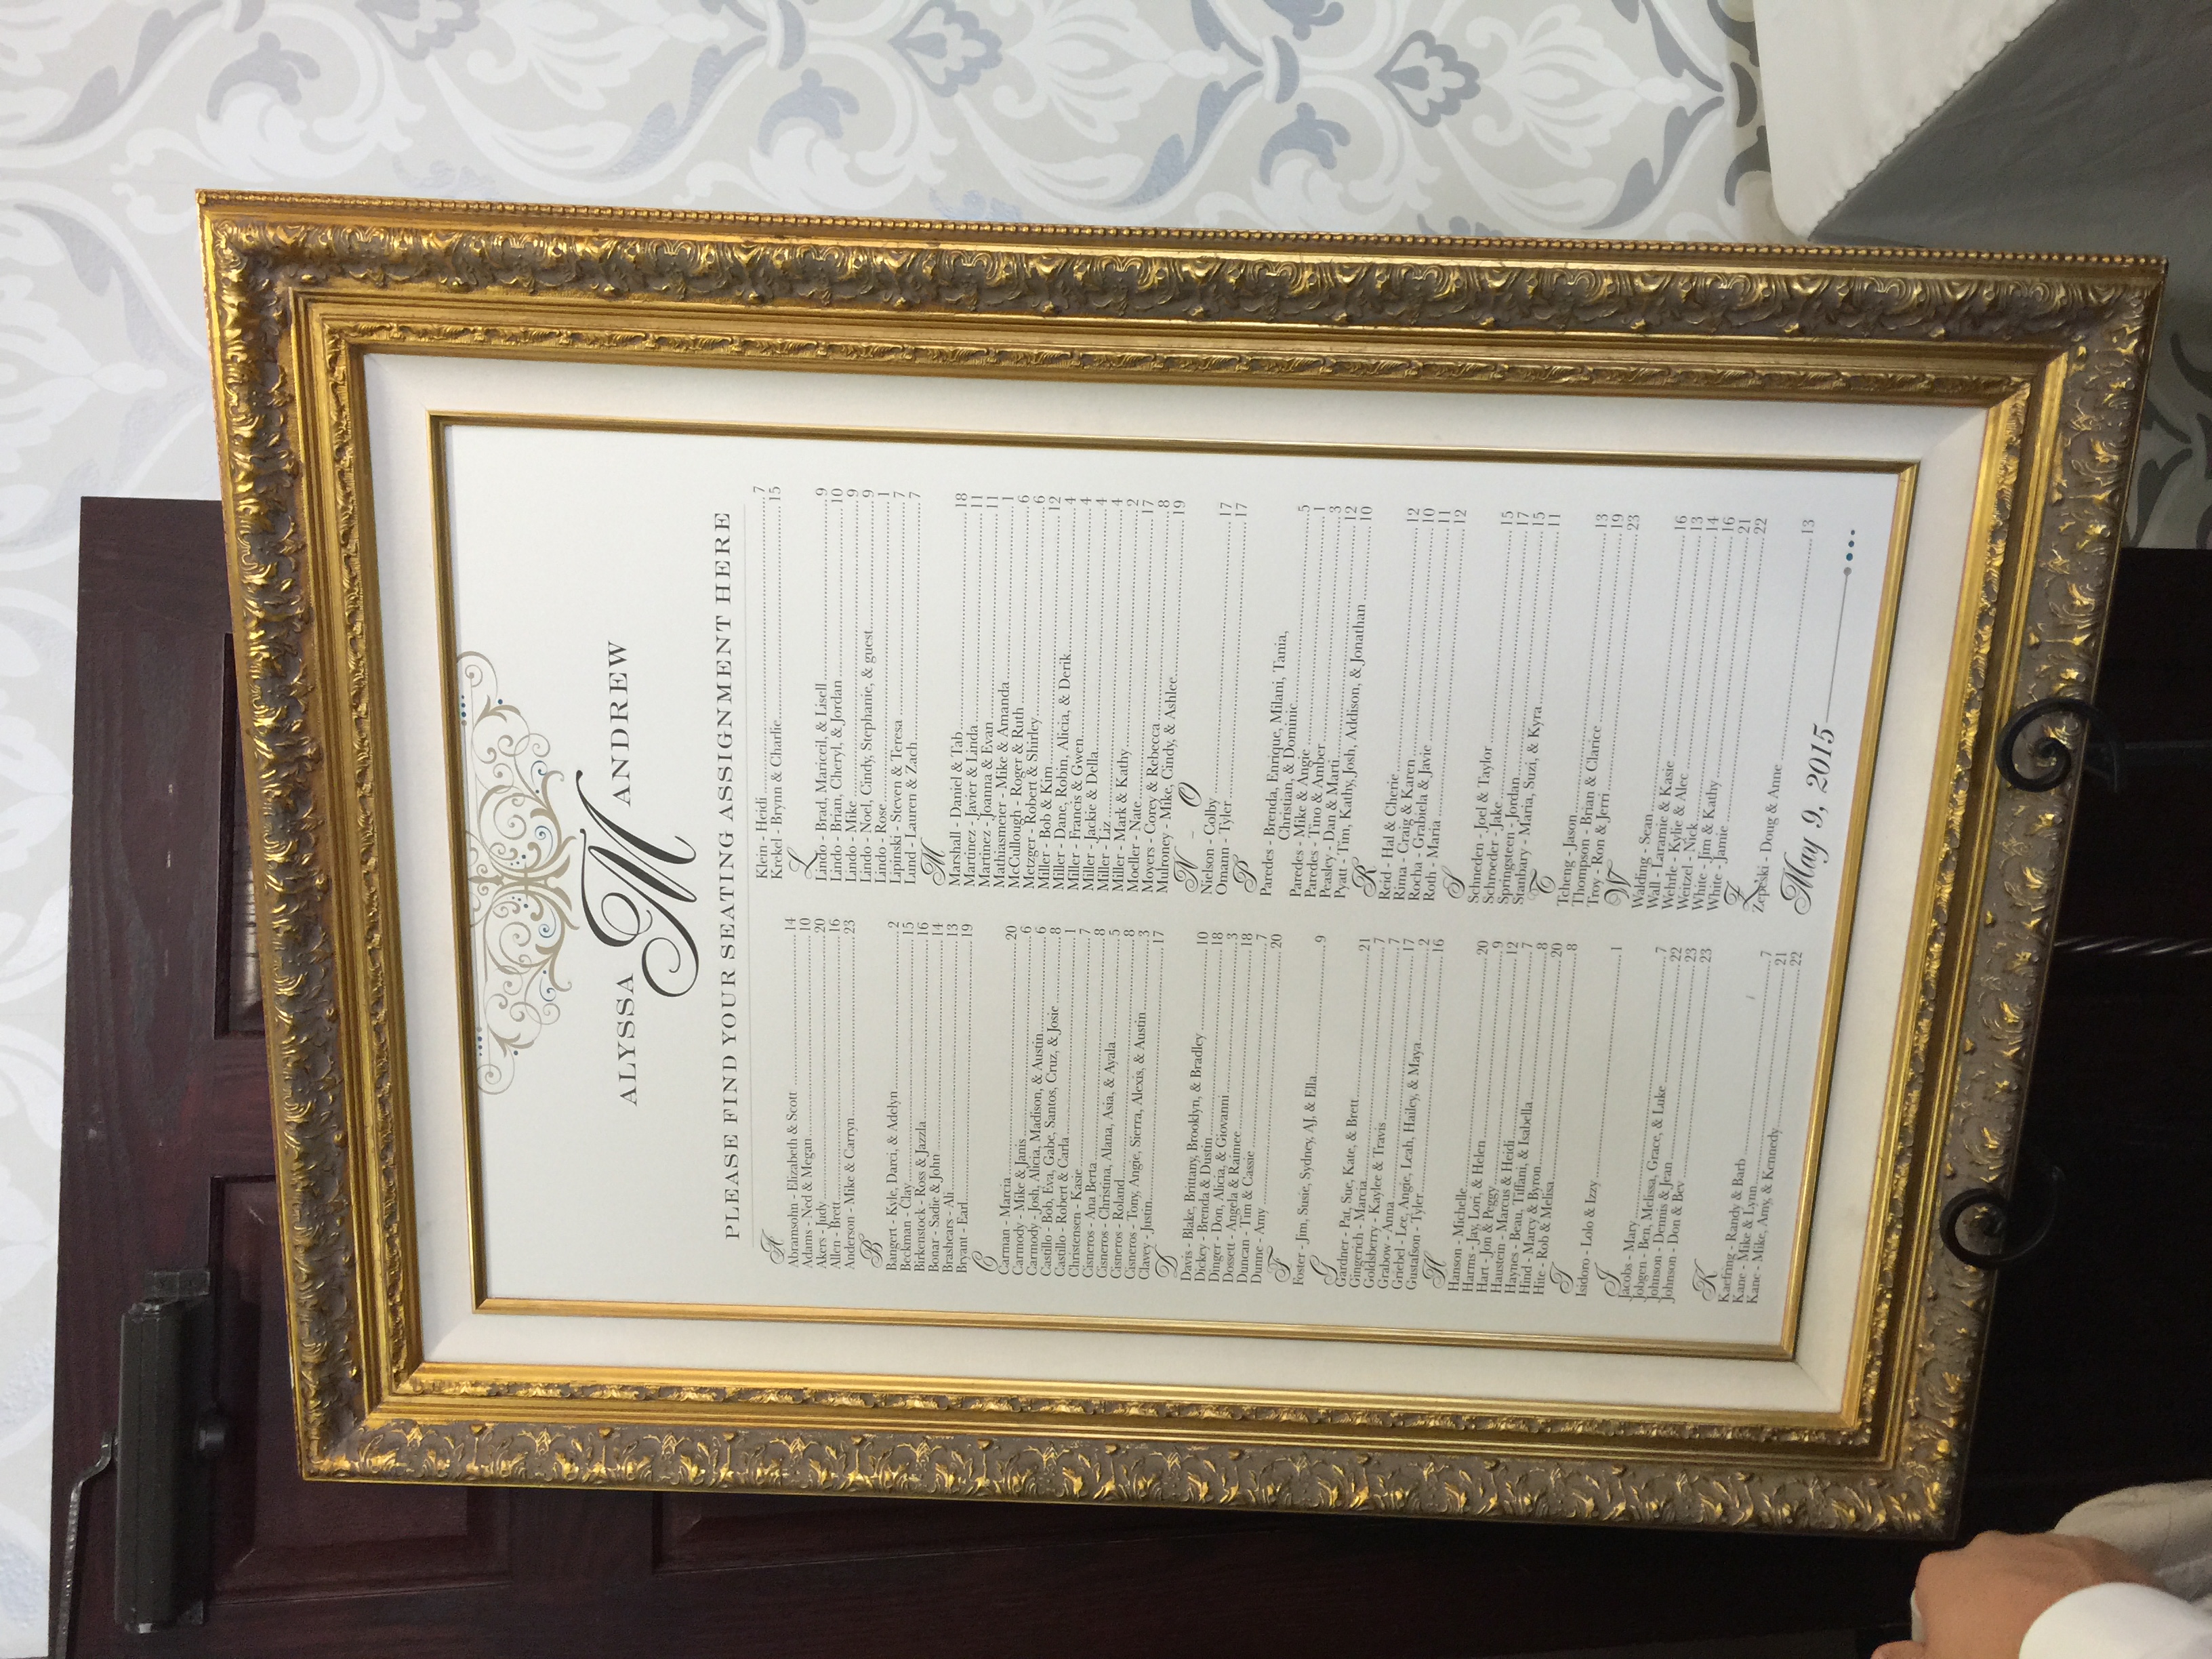 ALYSSA M ANDREW
PLEASE FIND YOUR SEATING ASSIGNMENT HERE
A
Abramsohn - Elizabeth & Scott 14
Adams - Ned & Megan 10
Akers - Judy 20
Allen - Brett 16
Anderson - Mike & Carryn 23
B
Bangert - Kyle, Darci, & Adelyn 2
Beckman - Clay 15
Birkenstock - Ross & Jazzla 16
Bonar - Sadie & John 14
Brashears - Ali 13
Bryant - Earl 19
C
Carman - Marcia 20
Carmody - Mike & Janis 6
Carmody - Josh, Alicia, Madison, & Austin 6
Castillo - Bob, Eva, Gabe, Santos, Cruz, & Josie 8
Castillo - Robert & Carla 1
Christensen - Kasie 7
Cisneros - Ana Berta 8
Cisneros - Christina, Alana, Asia, & Ayala 5
Cisneros - Roland 8
Cisneros - Tony, Angie, Sierra, Alexis, & Austin 3
Clavey - Justin 17
D
Davis - Blake, Brittany, Brooklyn, & Bradley 10
Dickey - Brenda & Dustin 18
Dinger - Don, Alicia, & Giovanni 3
Dossett - Angela & Rainiee 18
Duncan - Tim & Cassie 7
Dunne - Amy 20
F
Foster - Jim, Susie, Sydney, AJ, & Ella 9
G
Gardner - Pat, Sue, Kate, & Brett 21
Gingerich - Marcia 7
Goldsberry - Kaylee & Travis 7
Grabow - Anna 17
Griebel - Lee, Angie, Leah, Hailey, & Maya 2
Gustafson - Tyler 16
H
Hanson - Michelle 20
Harms - Jay, Lori, & Helen 9
Hart - Jon & Peggy 12
Haustein - Marcus & Heidi 7
Haynes - Beau, Tiffani, & Isabella 8
Hind - Marcy & Byron 20
Hite - Rob & Melisa 8
I
Isidoro - Lolo & Izzy 1
J
Jacobs - Mary 7
Jobgen - Ben, Melissa, Grace, & Luke 22
Johnson - Dennis & Jean 23
Johnson - Don & Bev 23
K
Kaefring - Randy & Barb 7
Kane - Mike & Lynn 21
Kane - Mike, Amy, & Kennedy 22
Klein - Heidi 7
Krekel - Brynn & Charlie 15
L
Lindo - Brad, Mariceil, & Lisell 9
Lindo - Brian, Cheryl, & Jordan 10
Lindo - Mike 9
Lindo - Noel, Cindy, Stephanie, & guest 9
Lindo - Rose 1
Lipinski - Steven & Teresa 7
Lund - Lauren & Zach 7
M
Marshall - Daniel & Tab 18
Martinez - Javier & Linda 11
Martinez - Joanna & Evan 11
Mathiasmeier - Mike & Amanda 1
McCullough - Roger & Ruth 6
Metzger - Robert & Shirley 6
Miller - Bob & Kim 12
Miller - Dane, Robin, Alicia, & Derik 4
Miller - Francis & Gwen 4
Miller - Jackie & Della 4
Miller - Liz 4
Miller - Mark & Kathy 2
Modler - Nate 17
Moyers - Corey & Rebecca 8
Mulroney - Mike, Cindy, & Ashlee 19
N - O
Nielson - Colby 17
Omann - Tyler 17
P
Paredes - Brenda, Enrique, Milani, Tania,
Christian, & Dominic 5
Paredes - Mike & Angie 1
Paredes - Tino & Amber 3
Peasley - Dan & Marti 12
Pyatt - Tim, Kathy, Josh, Addison, & Jonathan 10
R
Reid - Hal & Cherie 12
Rima - Craig & Karen 10
Rocha - Grabiela & Javie 11
Roth - Maria 12
S
Schneden - Joel & Taylor 15
Schroeder - Jake 17
Springsteen - Jordan 15
Stanbary - Maria, Suzi, & Kyra 11
T
Tcheng - Jason 13
Thompson - Brian & Clarice 19
Troy - Ron & Jerri 23
W
Walding - Sean 16
Wall - Laramie & Kasie 13
Wehrle - Kylie & Alec 14
Weitzel - Nick 16
White - Jim & Kathy 21
White - Jamie 22
Z
Zepeski - Doug & Anne 13
May 9, 2015